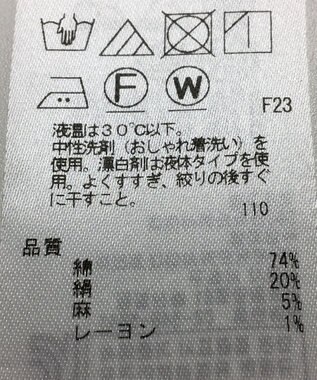 F W
F23
液温は30℃以下。
中性洗剤(おしゃれ着洗い)を
使用。漂白剤は液体タイプを使
用。よくすすぎ、絞りの後すぐ
に干すこと。
110
品質
綿 74%
絹 20%
麻 5%
レーヨン 1%